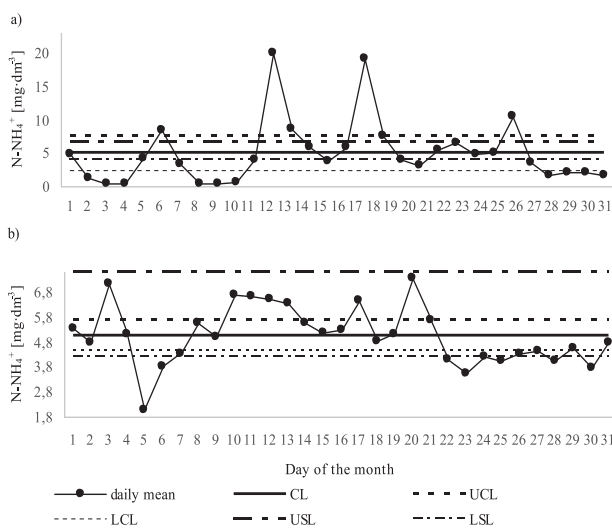 a)
N-NH₄⁺ [mg·dm⁻³]
20
15
10
5
0
1 2 3 4 5 6 7 8 9 10 11 12 13 14 15 16 17 18 19 20 21 22 23 24 25 26 27 28 29 30 31
b)
N-NH₄⁺ [mg·dm⁻³]
6,8
5,8
4,8
3,8
2,8
1,8
1 2 3 4 5 6 7 8 9 10 11 12 13 14 15 16 17 18 19 20 21 22 23 24 25 26 27 28 29 30 31
Day of the month
daily mean CL UCL
LCL USL LSL